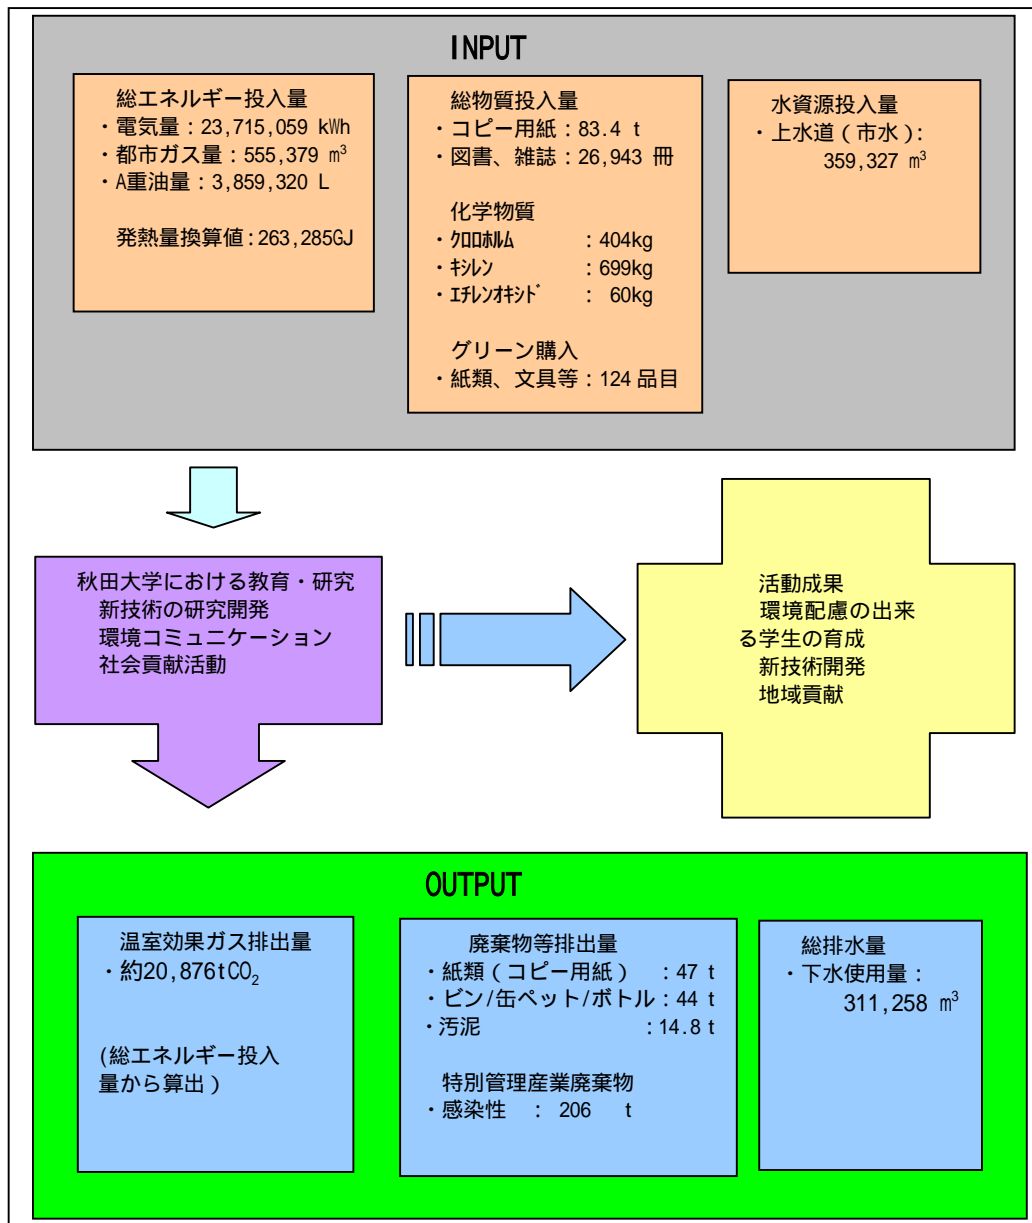 INPUT
総エネルギー投入量
・電気量：23,715,059 kWh
・都市ガス量：555,379 ㎥
・A重油量：3,859,320 L
発熱量換算値：263,285GJ
総物質投入量
・コピー用紙：83.4 t
・図書、雑誌：26,943 冊
化学物質
・ｸﾛﾛﾎﾙﾑ ：404kg
・ｷｼﾚﾝ ：699kg
・ｴﾁﾚﾝｵｷｼﾄﾞ ： 60kg
グリーン購入
・紙類、文具等：124 品目
水資源投入量
・上水道（市水）：
359,327 ㎥
秋田大学における教育・研究
新技術の研究開発
環境コミュニケーション
社会貢献活動
活動成果
環境配慮の出来
る学生の育成
新技術開発
地域貢献
OUTPUT
温室効果ガス排出量
・約20,876tCO₂
(総エネルギー投入
量から算出）
廃棄物等排出量
・紙類（コピー用紙） ：47 t
・ビン/缶ペット/ボトル：44 t
・汚泥 ：14.8 t
特別管理産業廃棄物
・感染性 ： 206 t
総排水量
・下水使用量：
311,258 ㎥